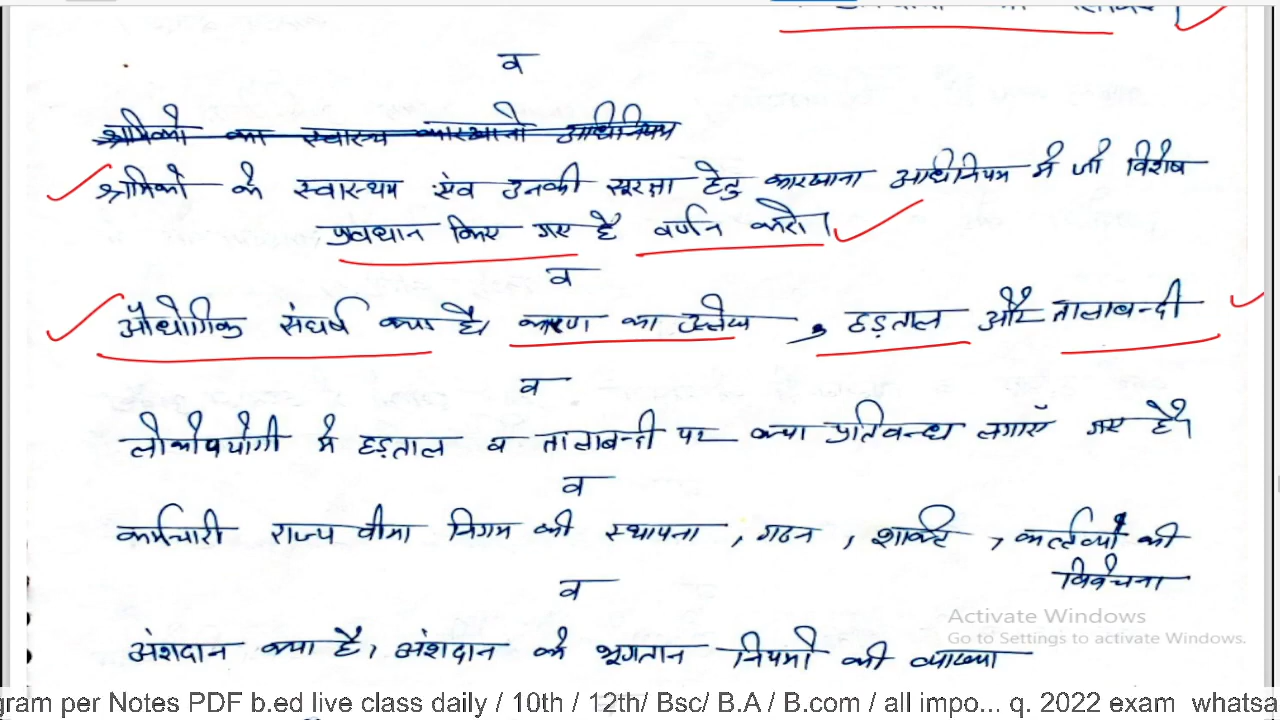 व
श्रमिको का स्वास्थ्य कारखानो अधिनियम
श्रमिकों के स्वास्थय एंव उनकी सूरक्षा हेतु कारखाना अधिनियम मे जो विशेष
प्रवधान किए गए है वर्णन करो।
व
औधोगिक संघर्ष क्या है। कारण का उल्लेख , हड़ताल और तालाबन्दी
व
लोकोपयोगी मे हड़ताल व तालाबन्दी पर क्या प्रतिबन्ध लगाएँ गए है।
व
कर्मचारी राज्य बीमा निगम की स्थापना , गठन , शक्ति , कर्त्तव्यों की
विवेचना
व
अंशदान क्या है, अंशदान के भूगतान नियमो की व्याख्या
Activate Windows
Go to Settings to activate Windows.
gram per Notes PDF b.ed live class daily / 10th / 12th/ Bsc/ B.A / B.com / all impo... q. 2022 exam whatsa